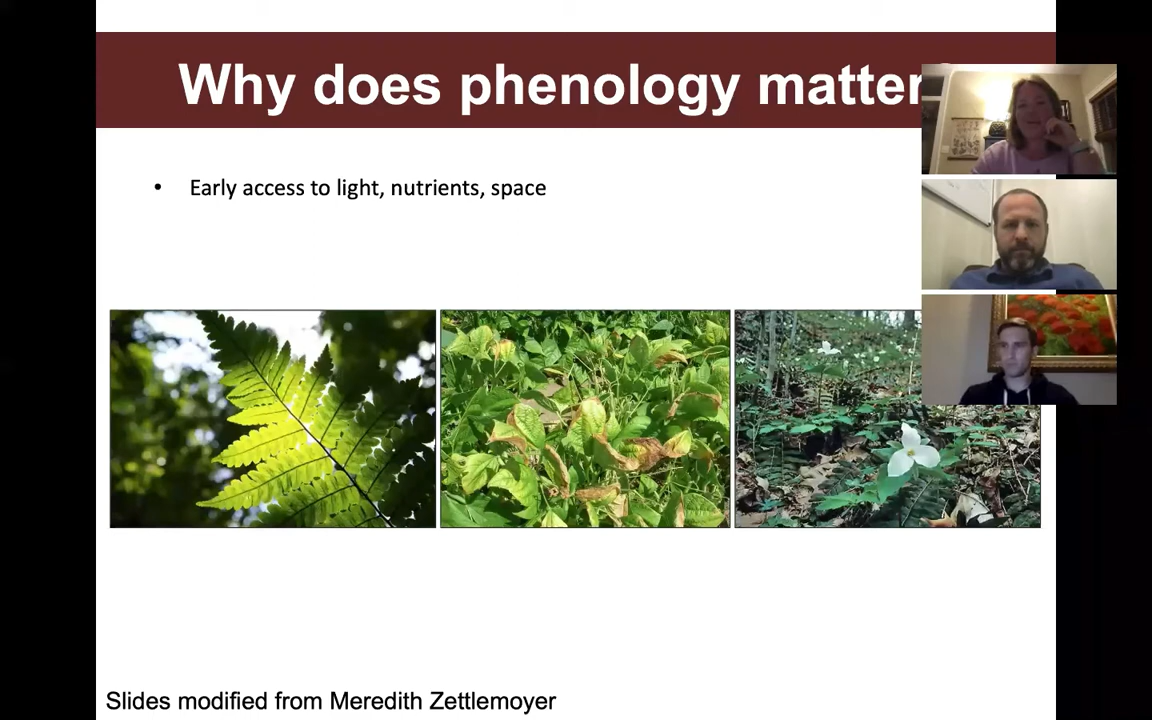 Why does phenology matter
• Early access to light, nutrients, space
Slides modified from Meredith Zettlemoyer